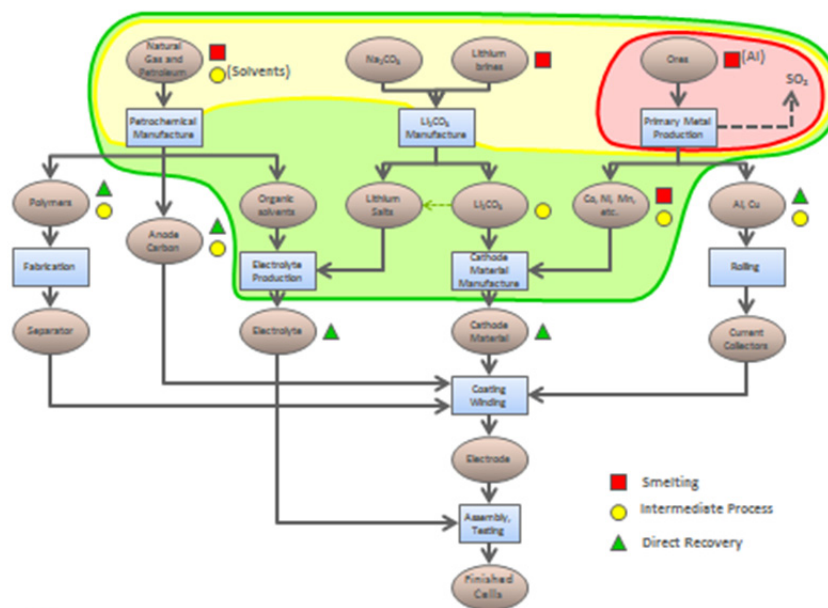 Natural
Gas and
Petroleum
(Solvents)
Na₂CO₃
Lithium
brines
Ores
(Al)
SO₂
Petrochemical
Manufacture
Li₂CO₃
Manufacture
Primary Metal
Production
Polymers
Organic
solvents
Lithium
Salts
Li₂CO₃
Co, Ni, Mn,
etc.
Al, Cu
Anode
Carbon
Fabrication
Electrolyte
Production
Cathode
Material
Manufacture
Rolling
Separator
Electrolyte
Cathode
Material
Current
Collectors
Coating
Winding
Electrode
Smelting
Intermediate Process
Assembly,
Testing
Direct Recovery
Finished
Cells